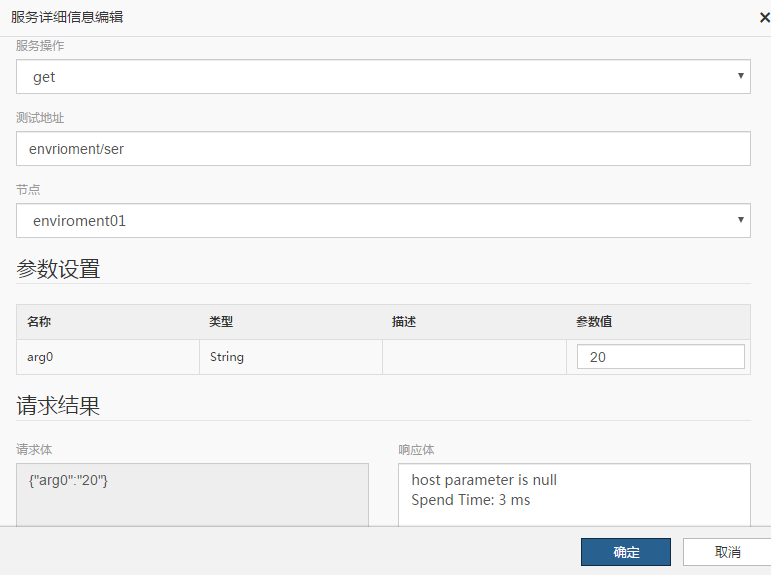 服务详细信息编辑
服务操作
get
测试地址
envrioment/ser
节点
enviroment01
参数设置
名称 类型 描述 参数值
arg0 String 20
请求结果
请求体 响应体
{"arg0":"20"} host parameter is null
Spend Time: 3 ms
确定 取消